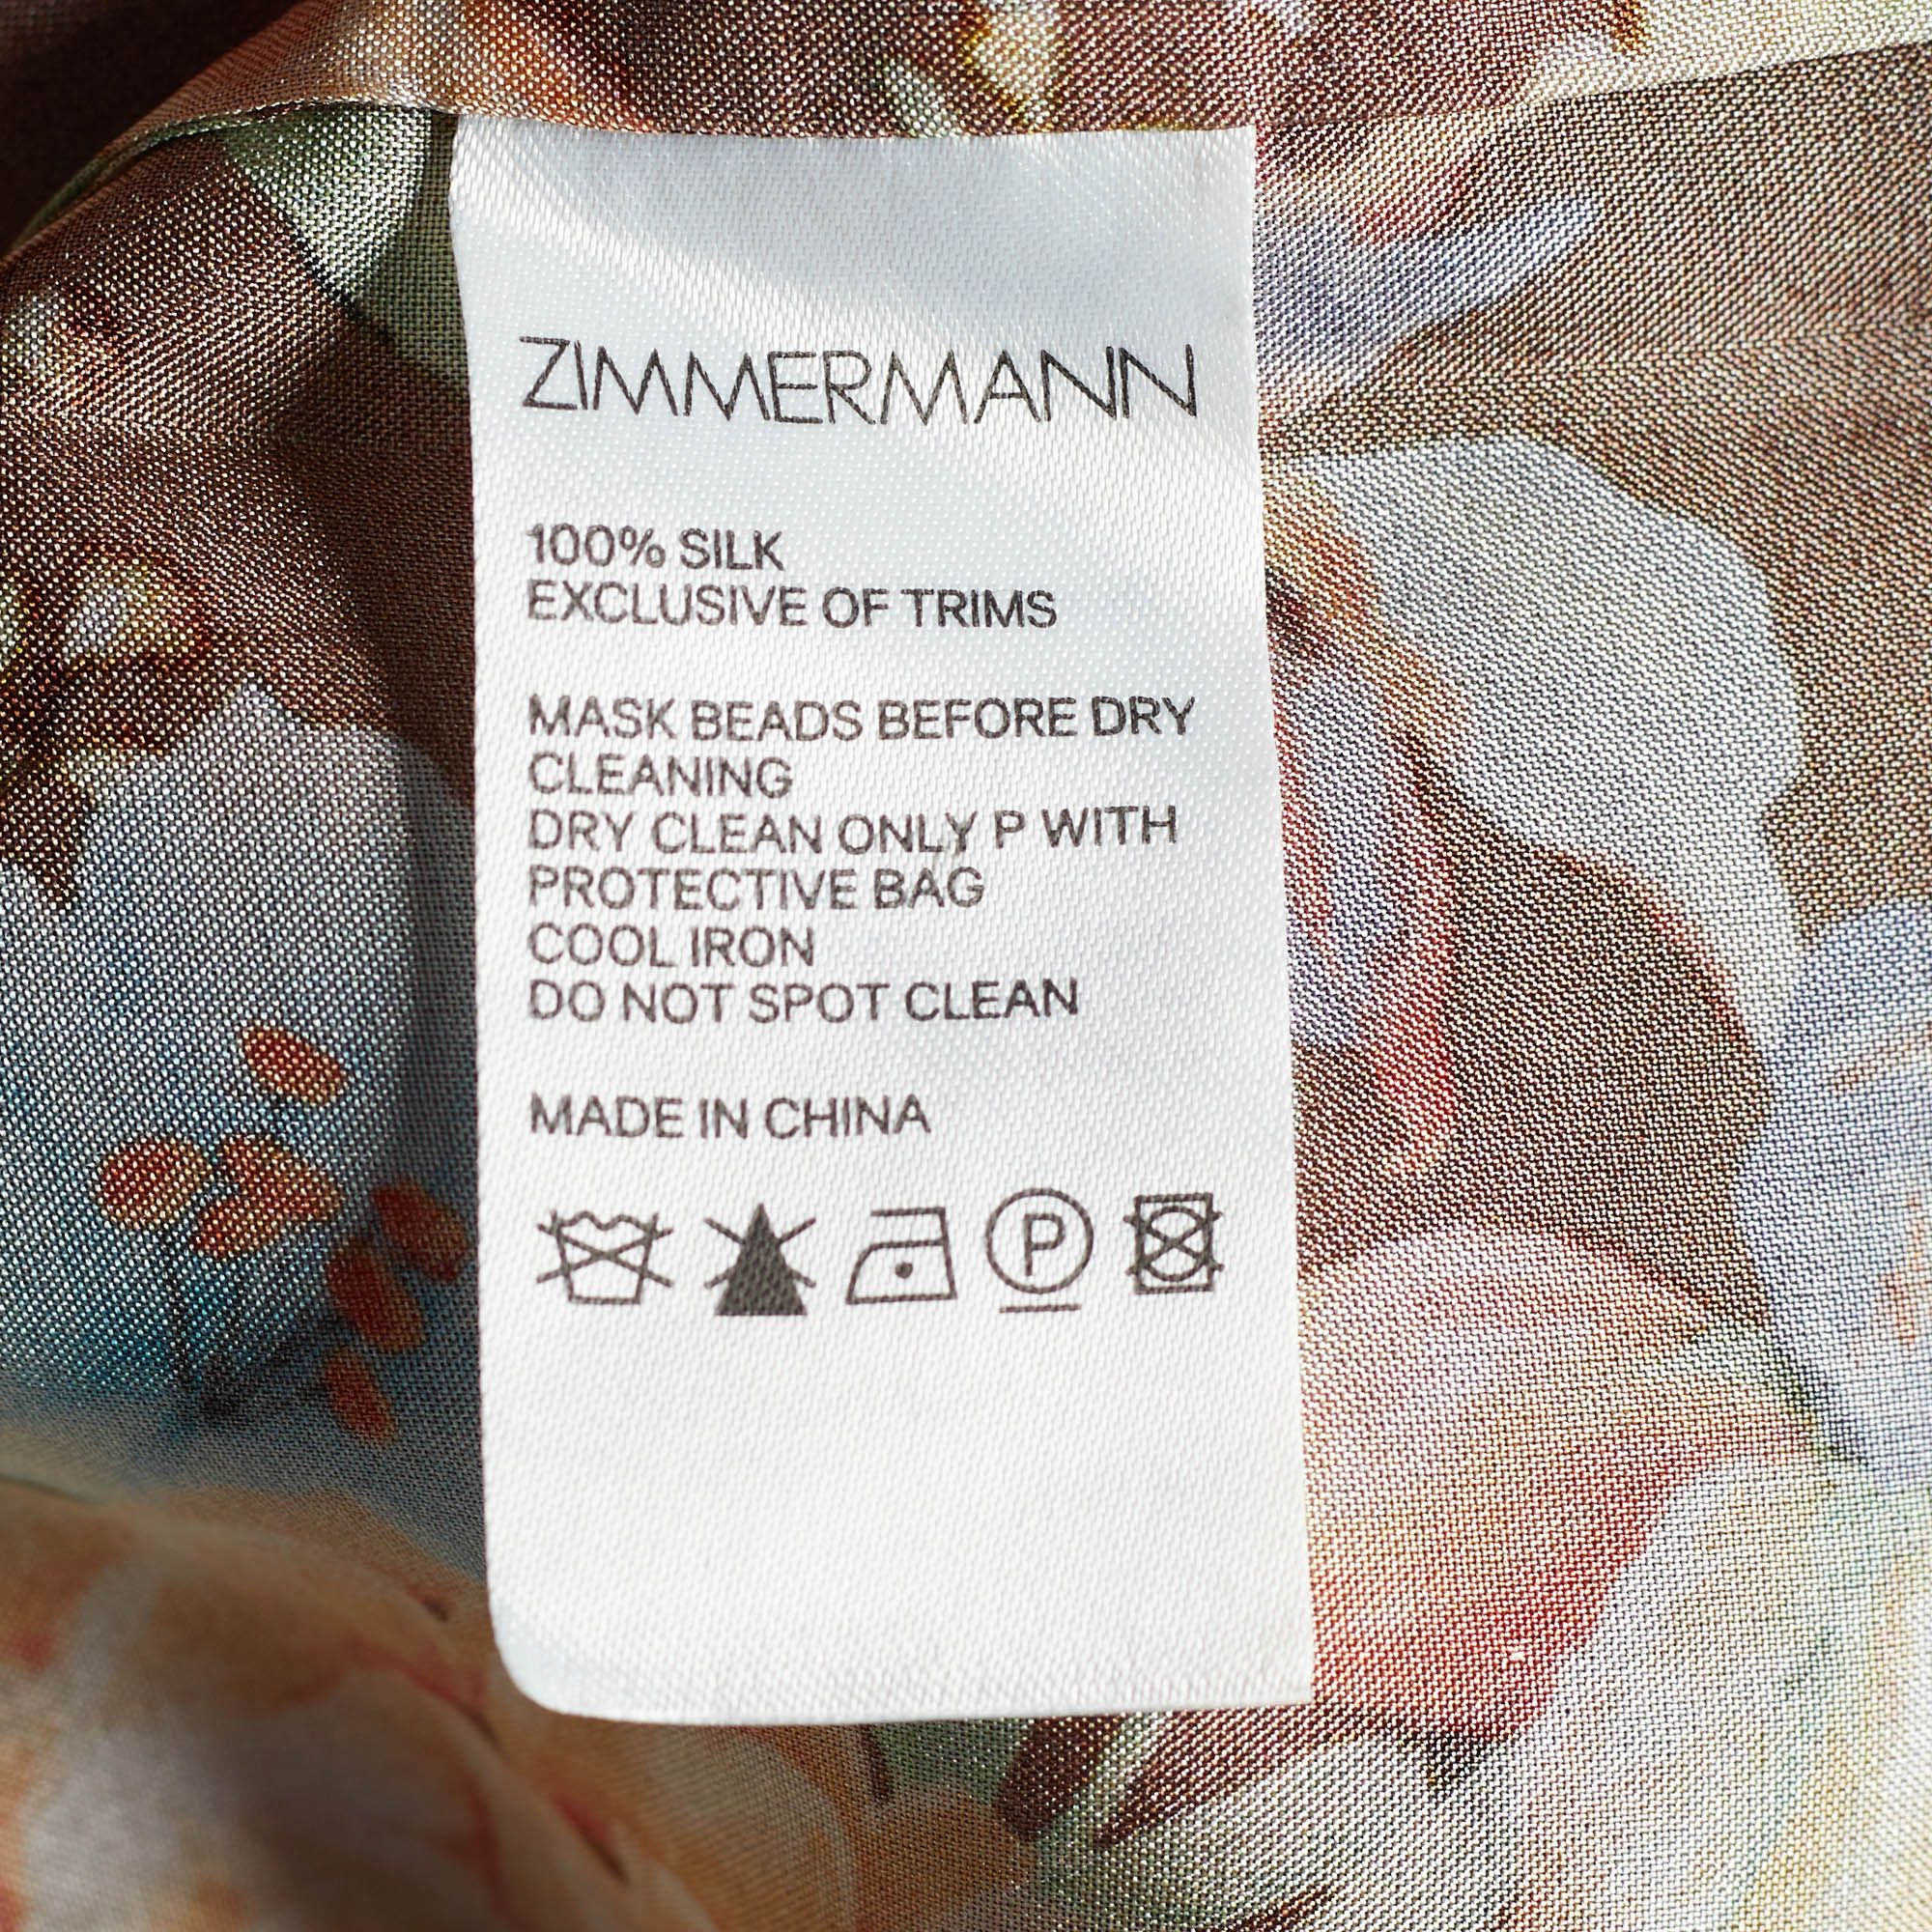 ZIMMERMANN
100% SILK
EXCLUSIVE OF TRIMS
MASK BEADS BEFORE DRY
CLEANING
DRY CLEAN ONLY P WITH
PROTECTIVE BAG
COOL IRON
DO NOT SPOT CLEAN
MADE IN CHINA
P